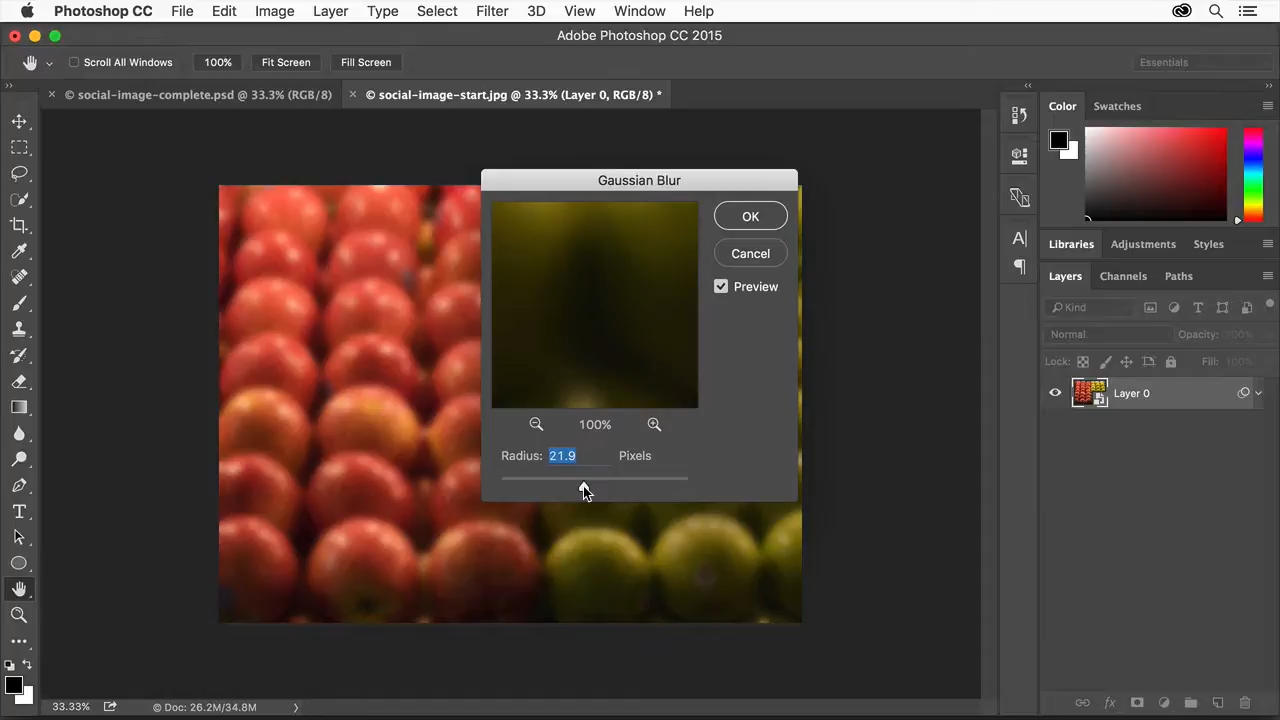 Photoshop CC File Edit Image Layer Type Select Filter 3D View Window Help
Adobe Photoshop CC 2015
Scroll All Windows 100% Fit Screen Fill Screen Essentials
× © social-image-complete.psd @ 33.3% (RGB/8) × © social-image-start.jpg @ 33.3% (Layer 0, RGB/8) *
Color Swatches
Gaussian Blur
OK
Cancel
Preview
100%
Radius: 21.9 Pixels
Libraries Adjustments Styles
Layers Channels Paths
Kind
Normal Opacity: 100%
Lock: Fill: 100%
Layer 0
33.33% © Doc: 26.2M/34.8M